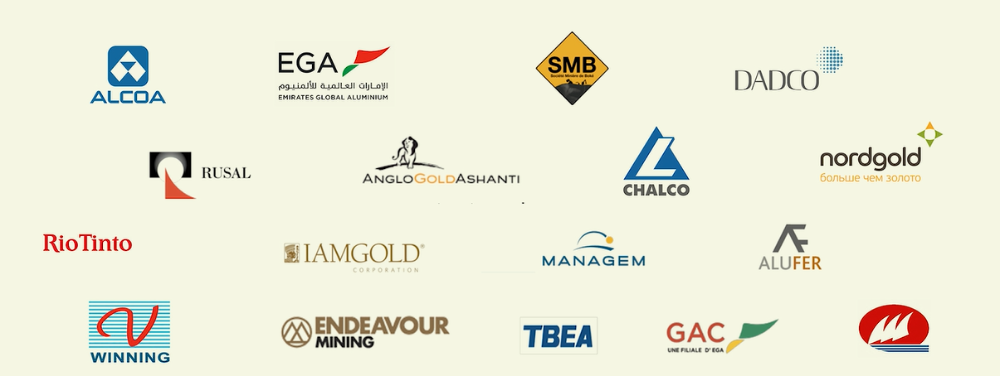 ALCOA
EGA
الإمارات العالمية للألمنيوم
EMIRATES GLOBAL ALUMINIUM
SMB
Société Minière de Boké
DADCO
RUSAL
ANGLOGOLDASHANTI
CHALCO
nordgold
больше чем золото
RioTinto
IAMGOLD®
CORPORATION
MANAGEM
ALUFER
WINNING
ENDEAVOUR
MINING
TBEA
GAC
UNE FILIALE D'EGA